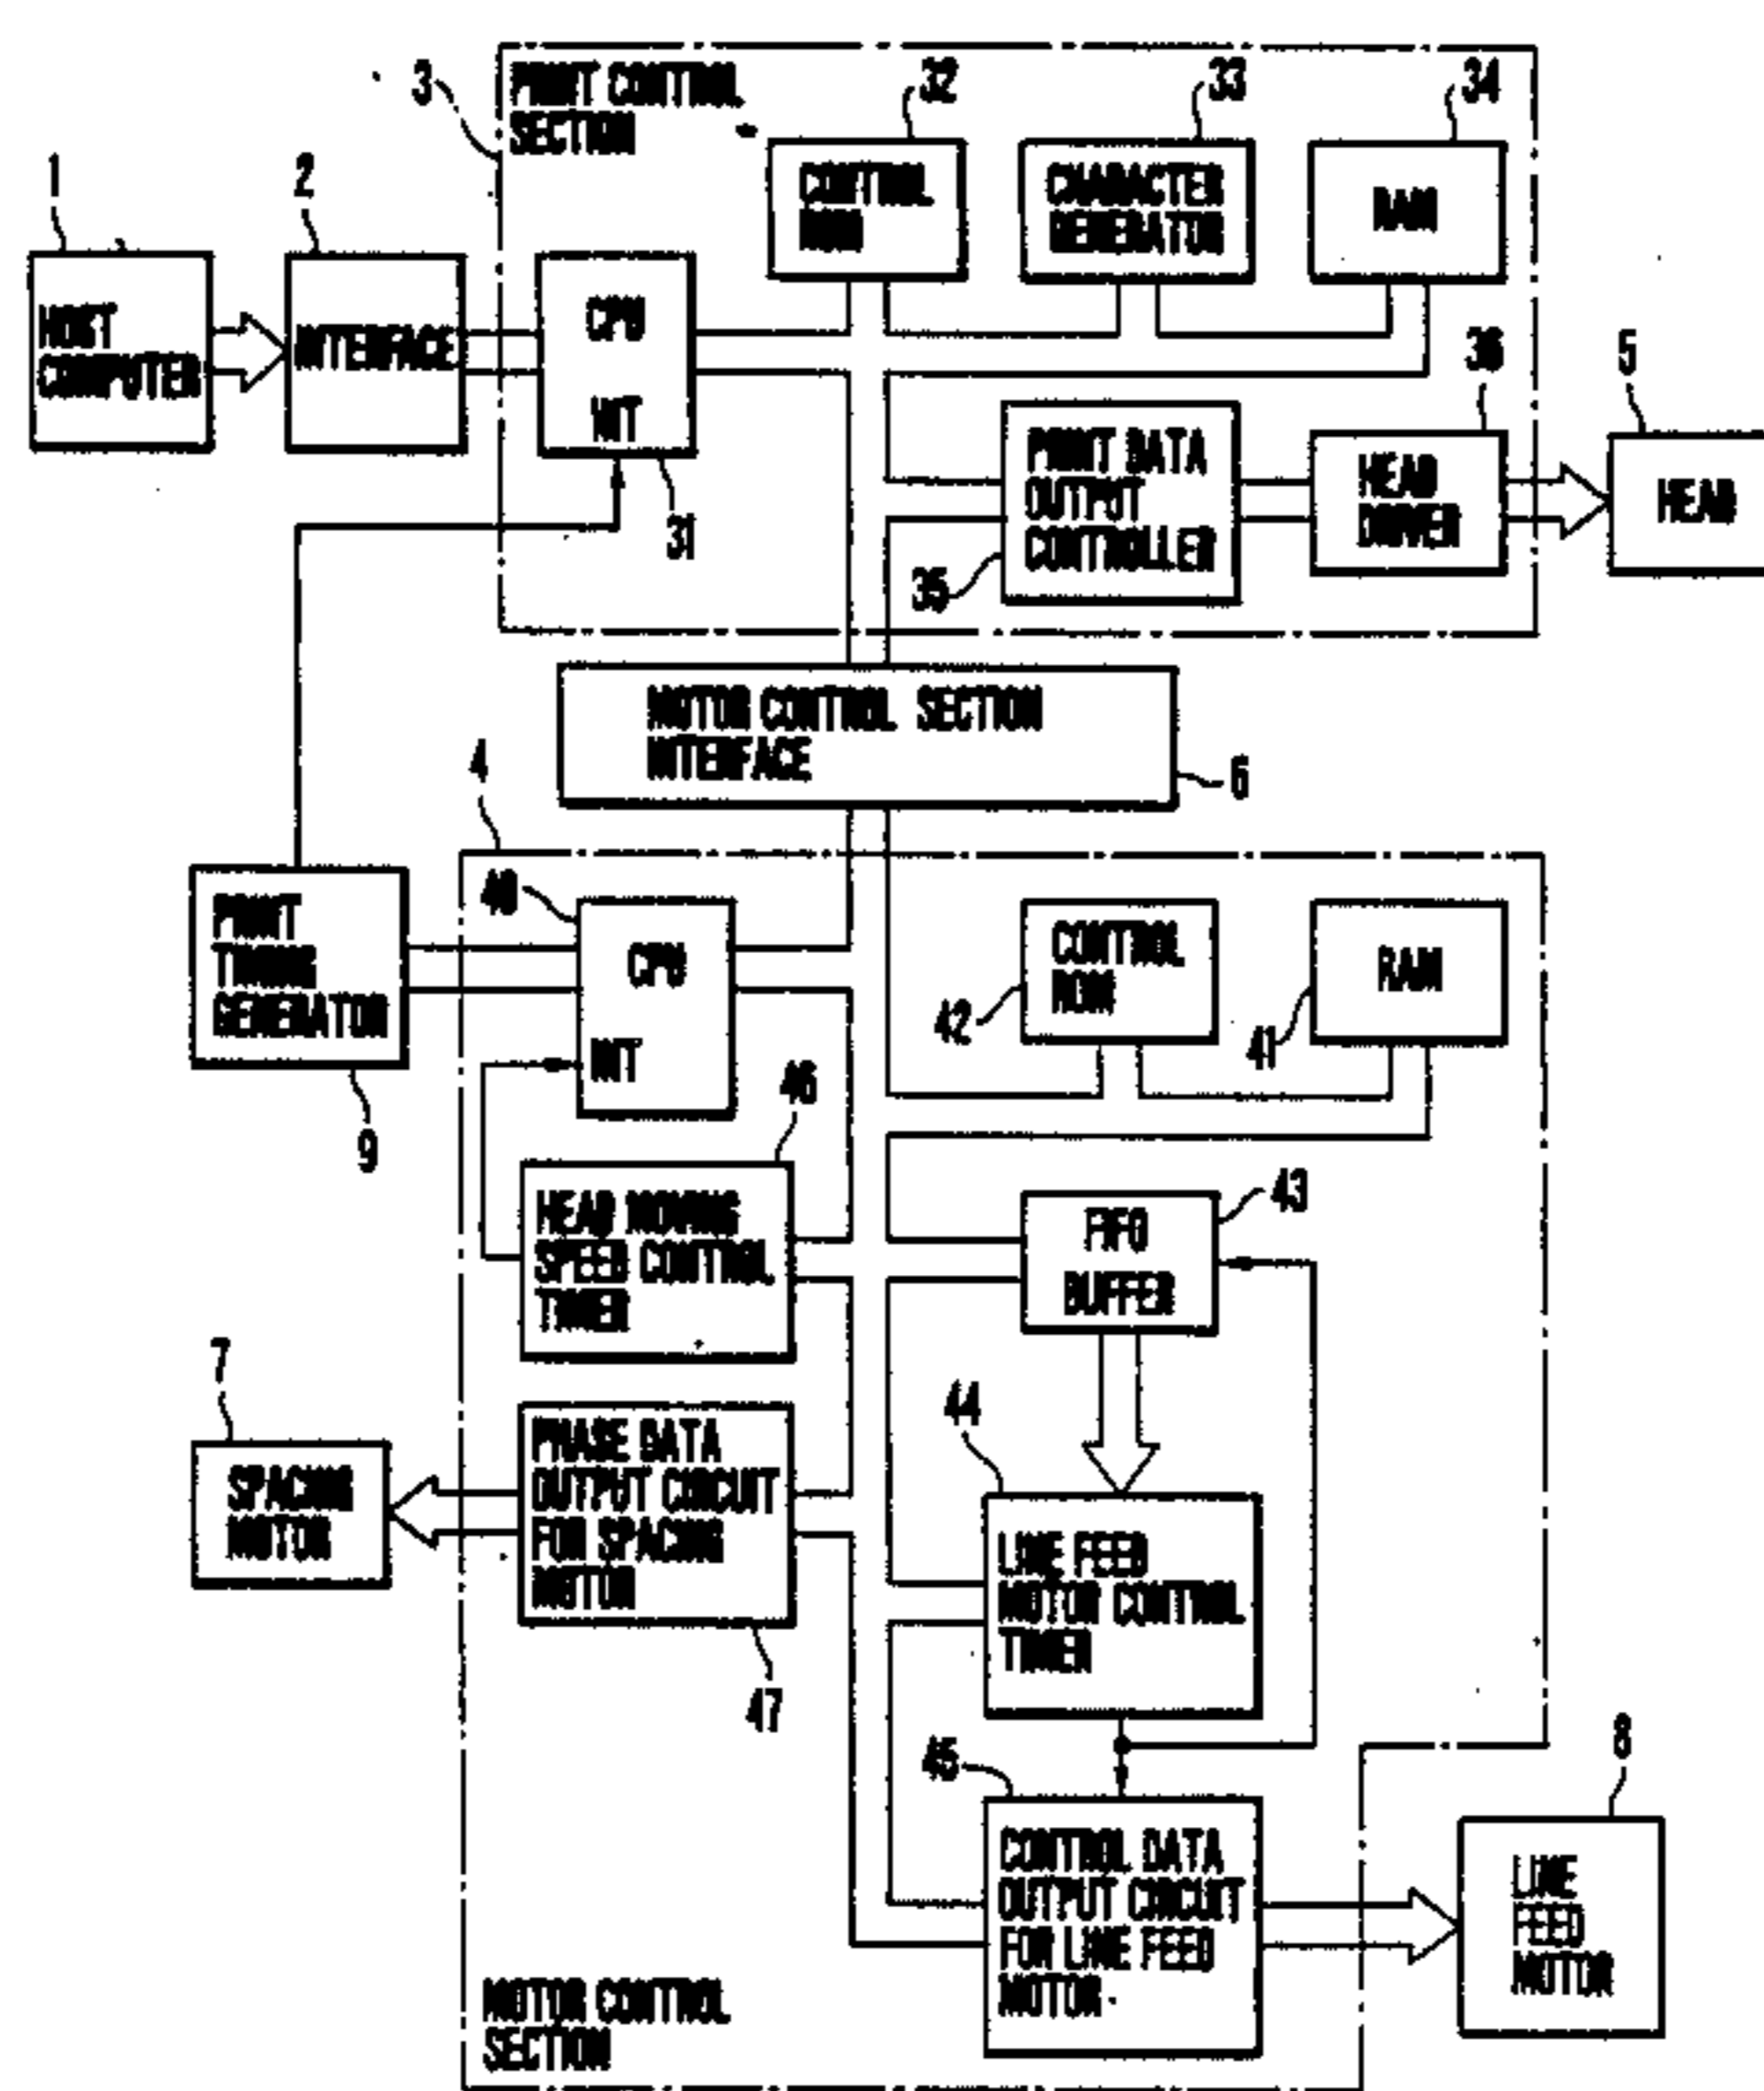 3
PRINT CONTROL
SECTION
32
33
34
1
2
CONTROL
ROM
CHARACTER
GENERATOR
RAM
HOST
COMPUTER
INTERFACE
CPU
INT
31
36
5
PRINT DATA
OUTPUT
CONTROLLER
35
HEAD
DRIVER
HEAD
MOTOR CONTROL SECTION
INTERFACE
6
4
PRINT
TIMING
GENERATOR
9
40
CPU
INT
CONTROL
ROM
42
RAM
41
46
HEAD MOVING
SPEED CONTROL
TIMER
FIFO
BUFFER
43
7
SPACING
MOTOR
PHASE DATA
OUTPUT CIRCUIT
FOR SPACING
MOTOR
47
44
LINE FEED
MOTOR CONTROL
TIMER
45
CONTROL DATA
OUTPUT CIRCUIT
FOR LINE FEED
MOTOR
8
LINE
FEED
MOTOR
MOTOR CONTROL
SECTION